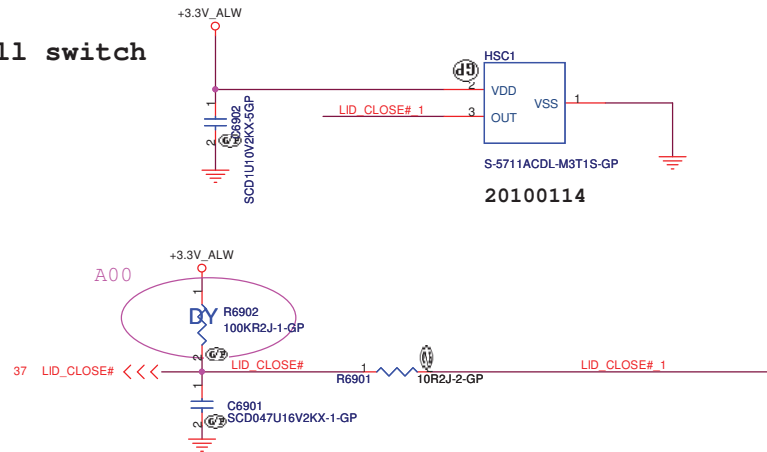 +3.3V_ALW
ll switch
HSC1
GP
2
VDD
1
VSS
LID_CLOSE#_1
3
OUT
1
2
G/P
C6902
SCD1U10V2KX-5GP
S-5711ACDL-M3T1S-GP
20100114
+3.3V_ALW
A00
1
DY
R6902
100KR2J-1-GP
2
G/P
37
LID_CLOSE#
LID_CLOSE#
1
R6901
10R2J-2-GP
LID_CLOSE#_1
1
C6901
2
G/P
SCD047U16V2KX-1-GP